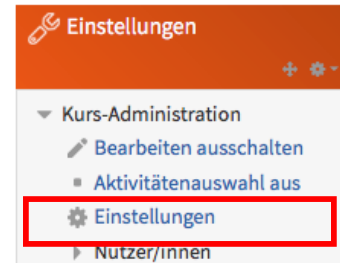 Einstellungen
Kurs-Administration
Bearbeiten ausschalten
Aktivitätenauswahl aus
Einstellungen
Nutzer/innen